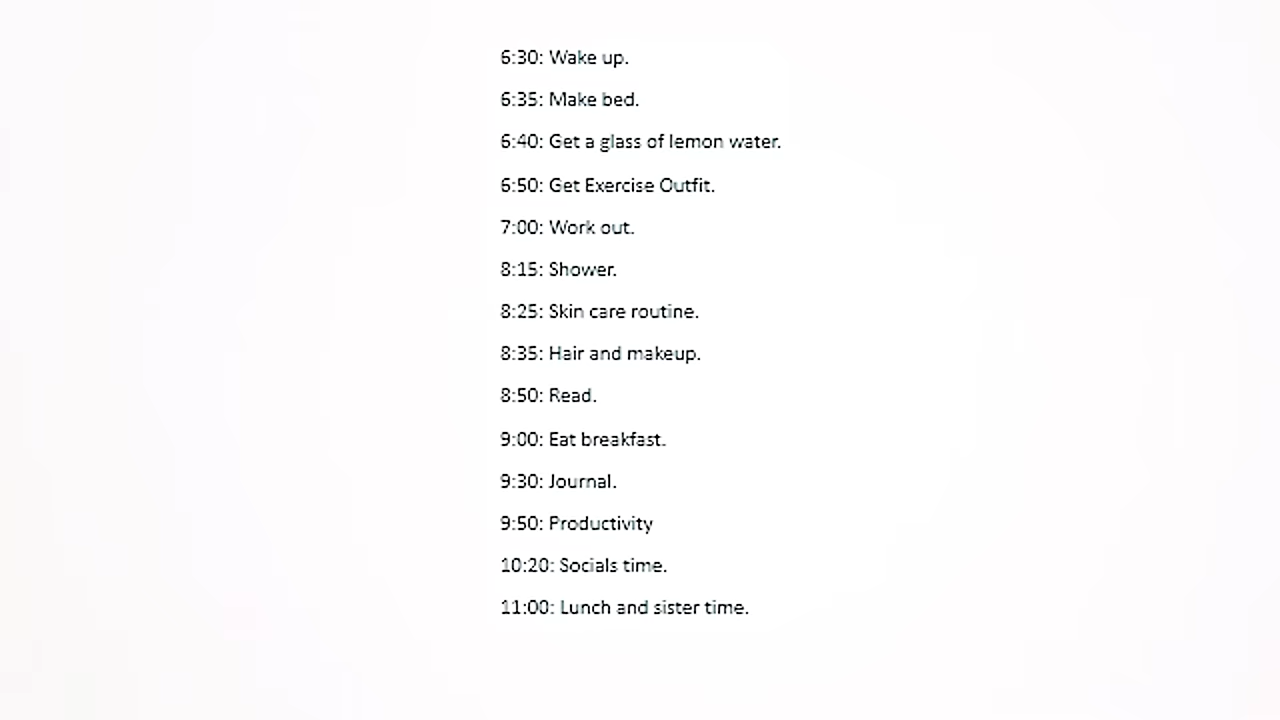 6:30: Wake up.
6:35: Make bed.
6:40: Get a glass of lemon water.
6:50: Get Exercise Outfit.
7:00: Work out.
8:15: Shower.
8:25: Skin care routine.
8:35: Hair and makeup.
8:50: Read.
9:00: Eat breakfast.
9:30: Journal.
9:50: Productivity
10:20: Socials time.
11:00: Lunch and sister time.